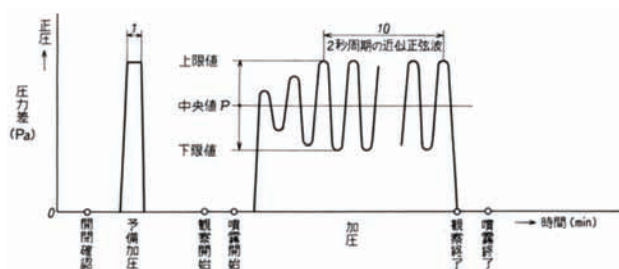 正圧
圧力差
(Pa)
0
1
10
2秒周期の近似正弦波
上限値
中央値 P
下限値
開閉確認
予備加圧
観察開始
噴霧開始
加圧
観察終了
噴霧終了
時間(min)